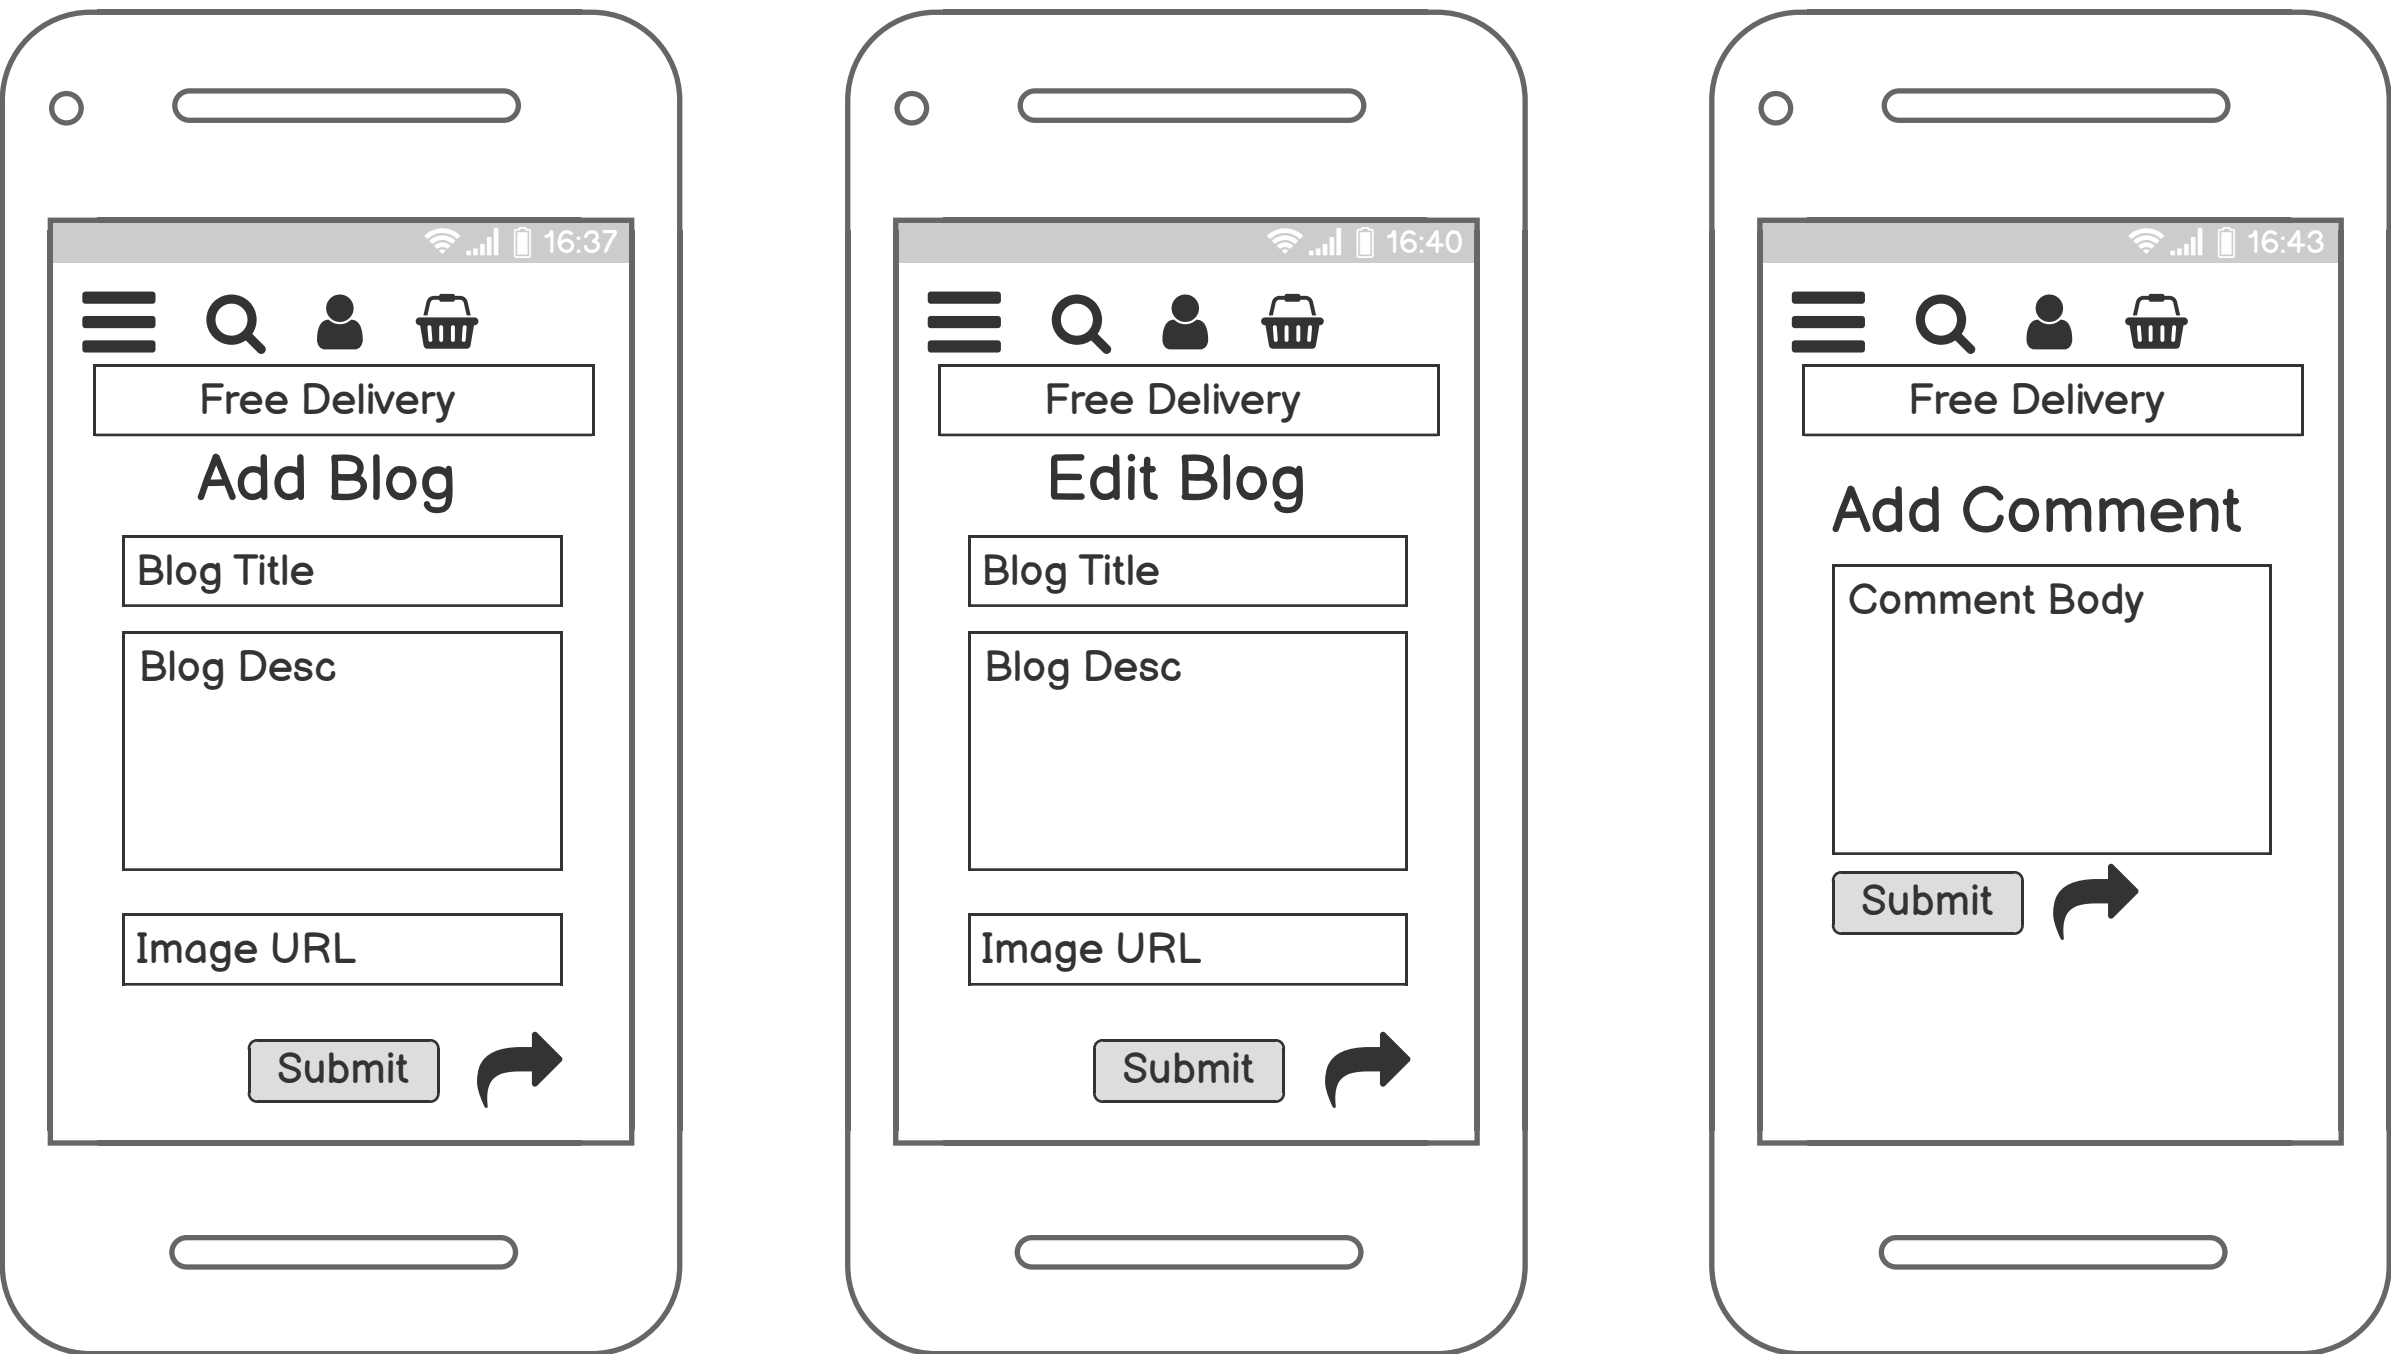 16:37
Free Delivery
Add Blog
Blog Title
Blog Desc
Image URL
Submit
16:40
Free Delivery
Edit Blog
Blog Title
Blog Desc
Image URL
Submit
16:43
Free Delivery
Add Comment
Comment Body
Submit